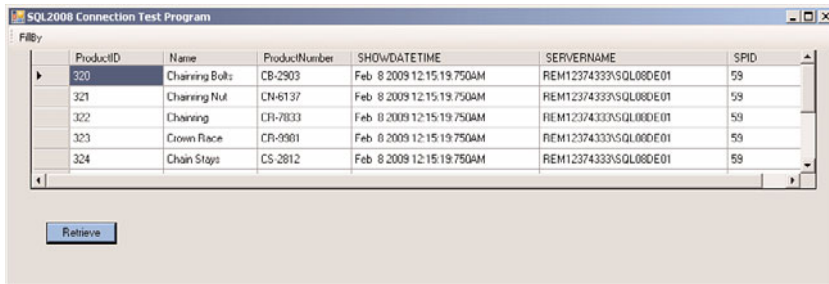 SQL2008 Connection Test Program
FillBy
ProductID Name ProductNumber SHOWDATETIME SERVERNAME SPID
320 Chainring Bolts CB-2903 Feb 8 2009 12:15:19:750AM REM12374333\SQL08DE01 59
321 Chainring Nut CN-6137 Feb 8 2009 12:15:19:750AM REM12374333\SQL08DE01 59
322 Chainring CR-7833 Feb 8 2009 12:15:19:750AM REM12374333\SQL08DE01 59
323 Crown Race CR-9981 Feb 8 2009 12:15:19:750AM REM12374333\SQL08DE01 59
324 Chain Stays CS-2812 Feb 8 2009 12:15:19:750AM REM12374333\SQL08DE01 59
Retrieve